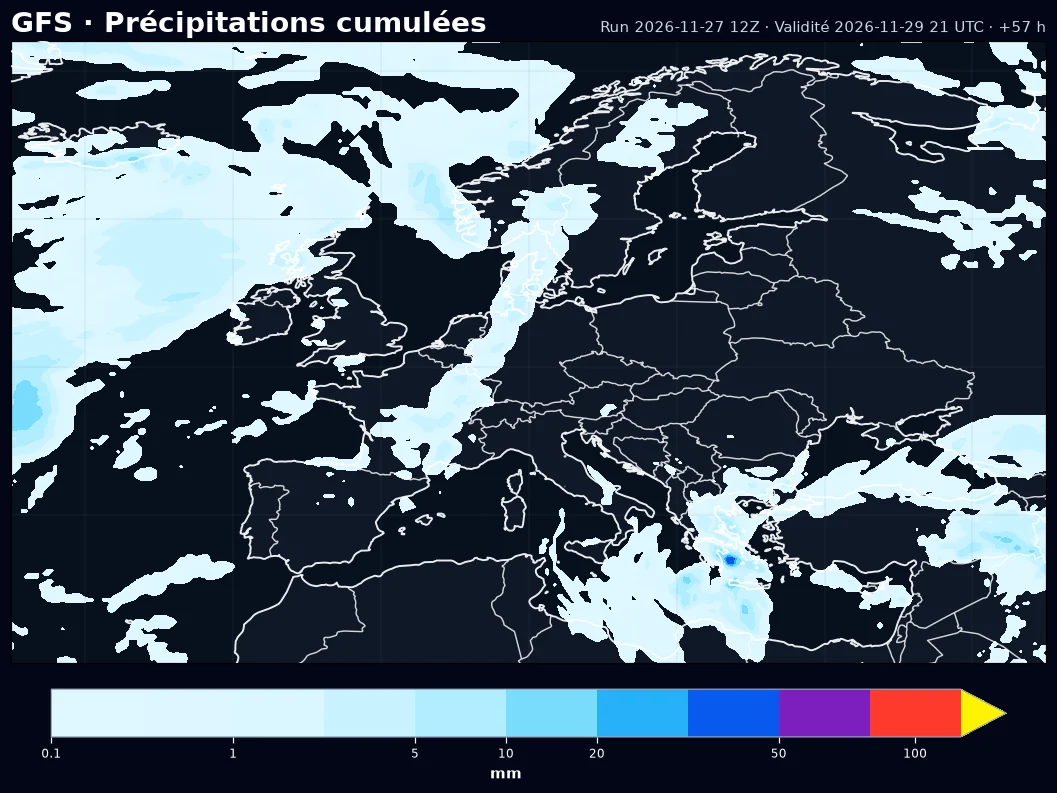 GFS · Précipitations cumulées
Run 2026-11-27 12Z · Validité 2026-11-29 21 UTC · +57 h
0.1 1 5 10 20 50 100
mm